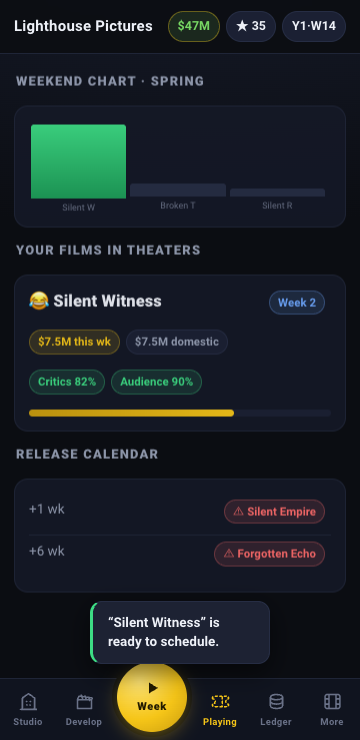 Lighthouse Pictures
$47M
★ 35
Y1·W14
WEEKEND CHART · SPRING
Silent W
Broken T
Silent R
YOUR FILMS IN THEATERS
😂 Silent Witness
Week 2
$7.5M this wk
$7.5M domestic
Critics 82%
Audience 90%
RELEASE CALENDAR
+1 wk
⚠ Silent Empire
+6 wk
⚠ Forgotten Echo
“Silent Witness” is
ready to schedule.
Week
Studio
Develop
Playing
Ledger
More